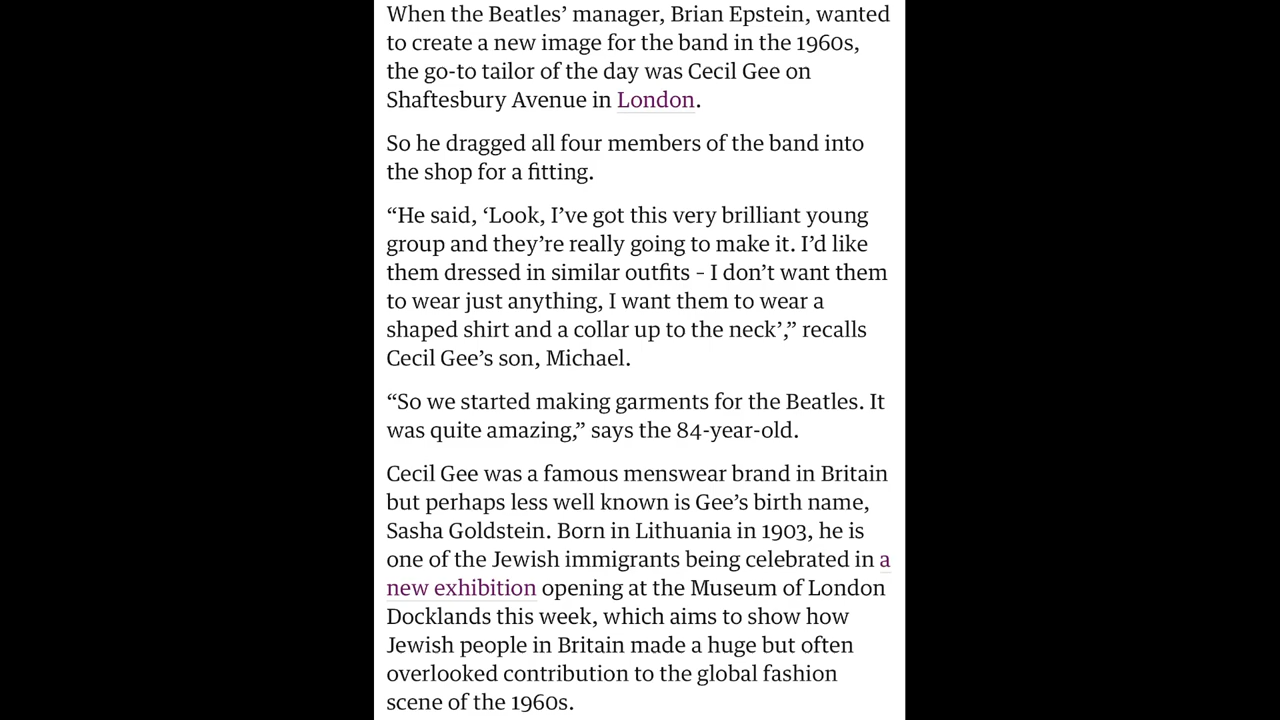 When the Beatles’ manager, Brian Epstein, wanted
to create a new image for the band in the 1960s,
the go-to tailor of the day was Cecil Gee on
Shaftesbury Avenue in London.
So he dragged all four members of the band into
the shop for a fitting.
“He said, ‘Look, I’ve got this very brilliant young
group and they’re really going to make it. I’d like
them dressed in similar outfits – I don’t want them
to wear just anything, I want them to wear a
shaped shirt and a collar up to the neck’,” recalls
Cecil Gee’s son, Michael.
“So we started making garments for the Beatles. It
was quite amazing,” says the 84-year-old.
Cecil Gee was a famous menswear brand in Britain
but perhaps less well known is Gee’s birth name,
Sasha Goldstein. Born in Lithuania in 1903, he is
one of the Jewish immigrants being celebrated in a
new exhibition opening at the Museum of London
Docklands this week, which aims to show how
Jewish people in Britain made a huge but often
overlooked contribution to the global fashion
scene of the 1960s.